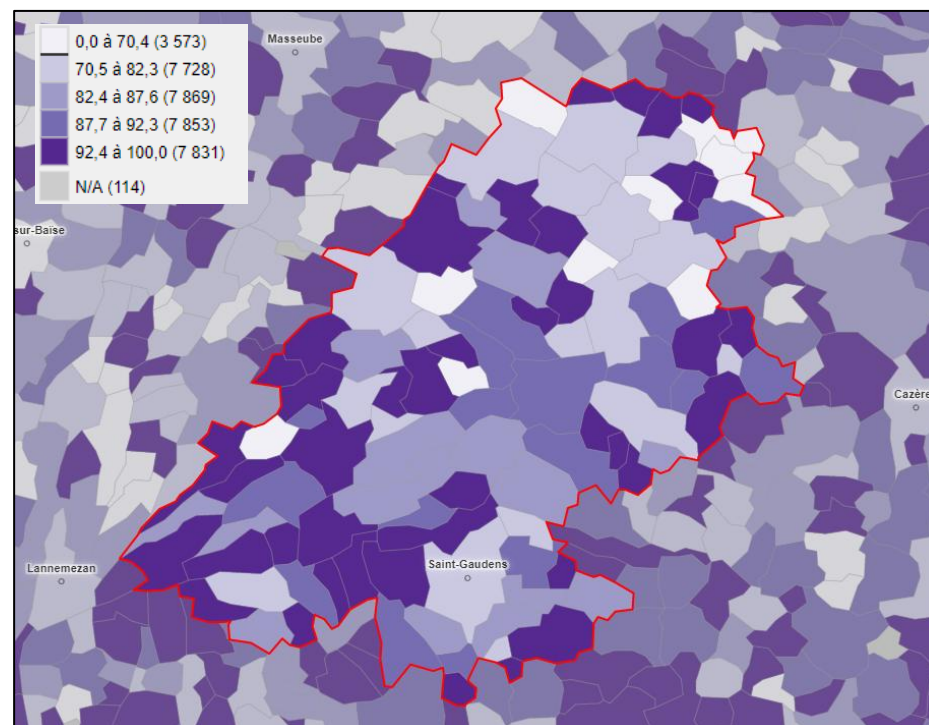 0,0 à 70,4 (3 573)
70,5 à 82,3 (7 728)
82,4 à 87,6 (7 869)
87,7 à 92,3 (7 853)
92,4 à 100,0 (7 831)
N/A (114)
Masseube
sur-Baïse
Cazère
Lannemezan
Saint-Gaudens